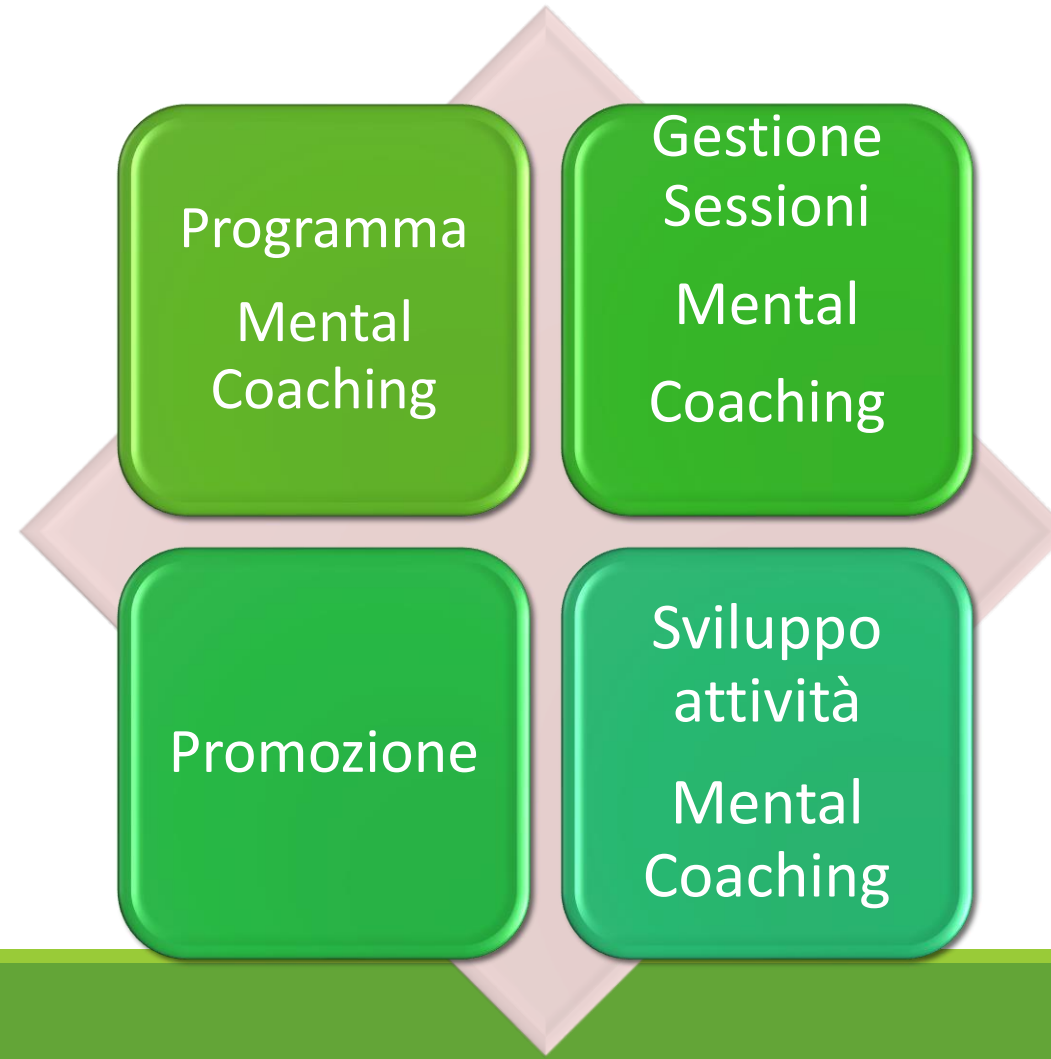 Programma
Mental
Coaching
Gestione
Sessioni
Mental
Coaching
Promozione
Sviluppo
attività
Mental
Coaching